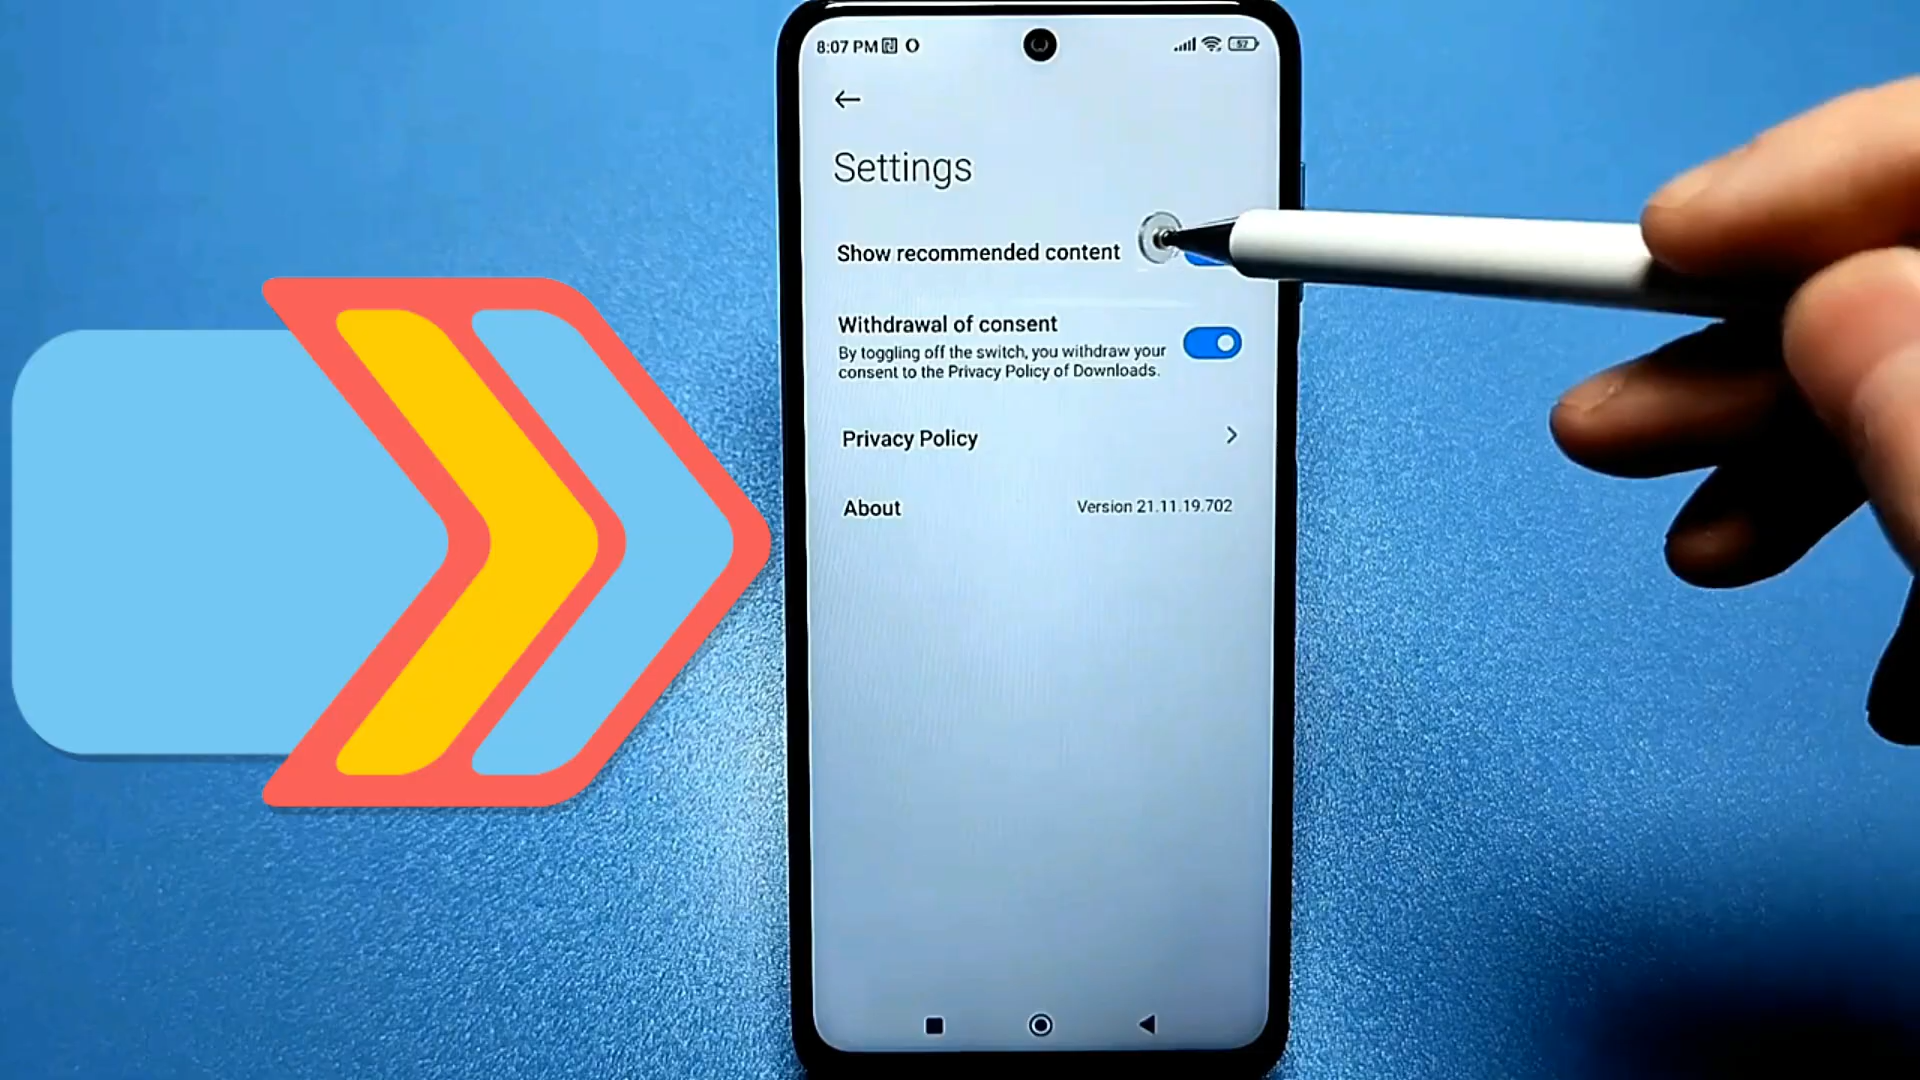 8:07 PM
57
Settings
Show recommended content
Withdrawal of consent
By toggling off the switch, you withdraw your
consent to the Privacy Policy of Downloads.
Privacy Policy
About
Version 21.11.19.702